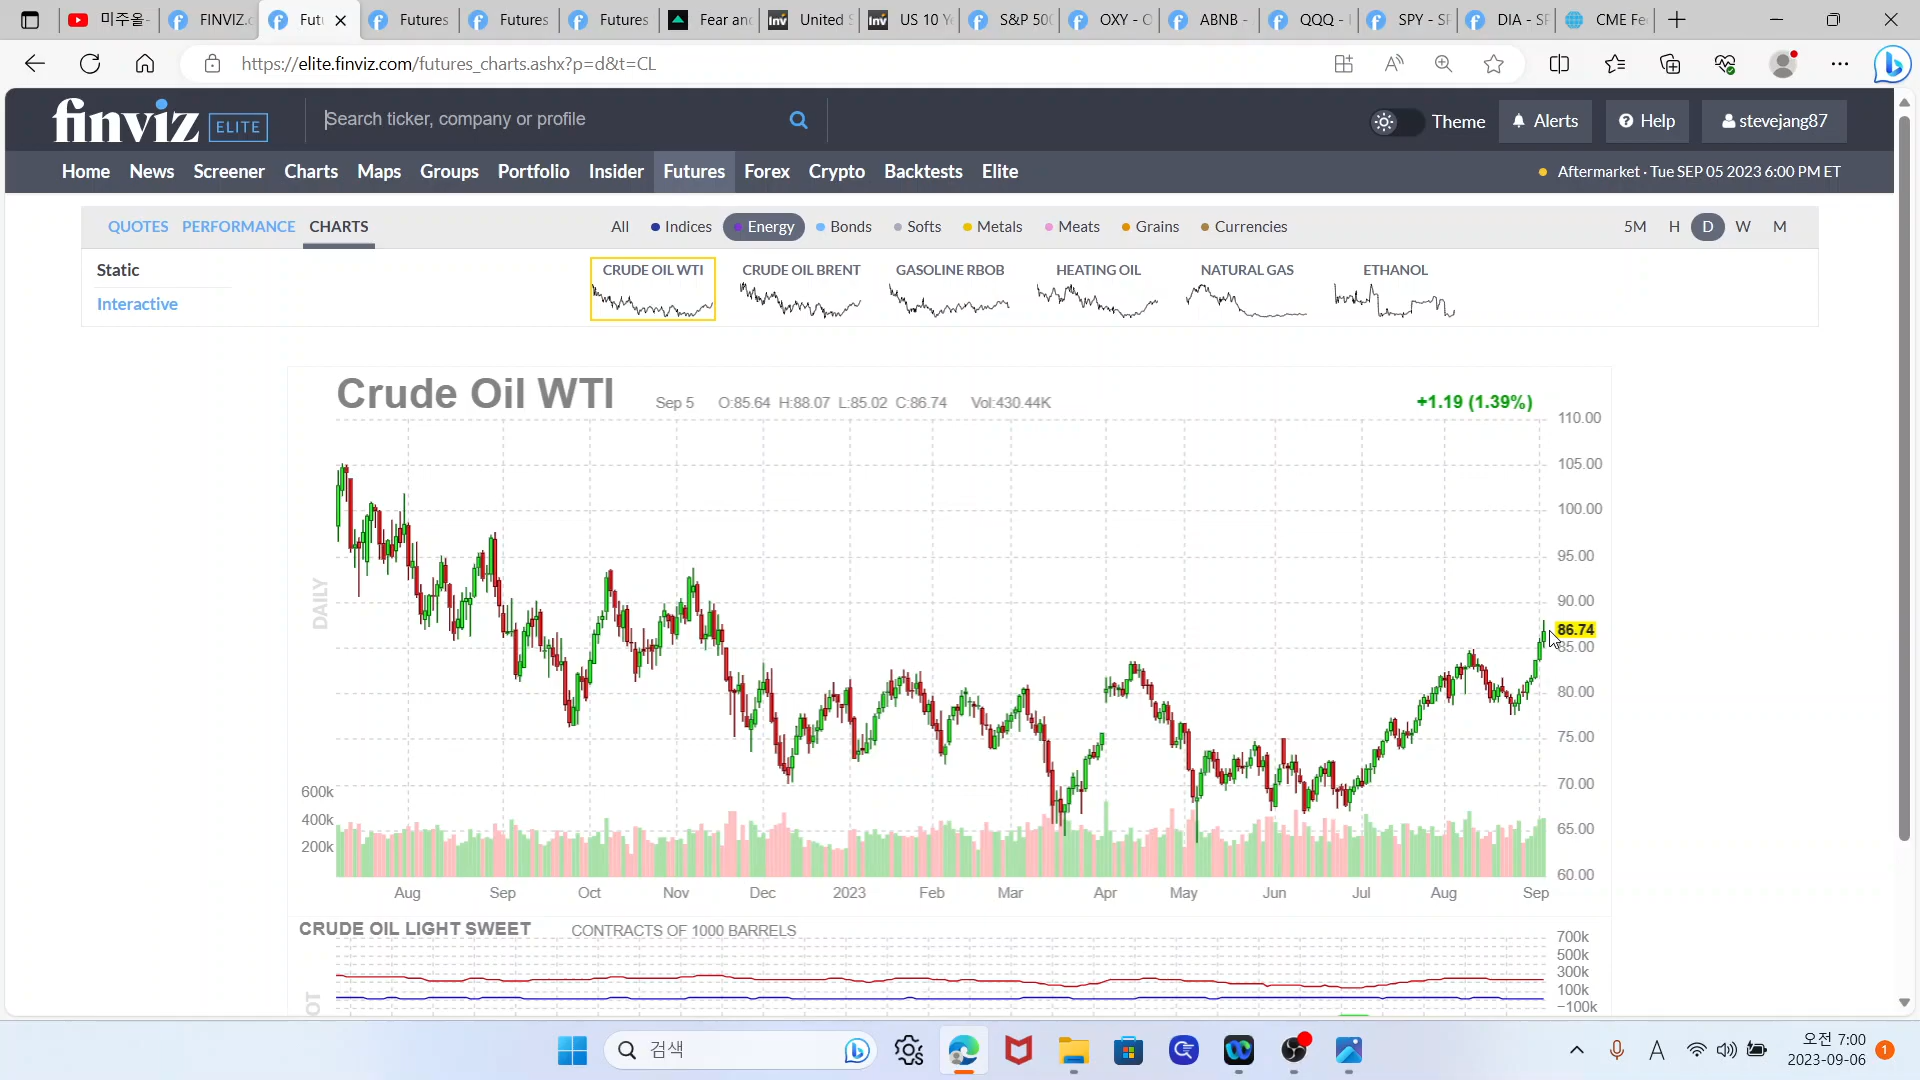 미주올-
FINVIZ.c
Futu
Futures
Futures
Futures
Fear and
United S
US 10 Y
S&P 500
OXY - O
ABNB -
QQQ -
SPY - SP
DIA - SP
CME Fe
https://elite.finviz.com/futures_charts.ashx?p=d&t=CL
finviz ELITE
Search ticker, company or profile
Theme
Alerts
Help
stevejang87
Home News Screener Charts Maps Groups Portfolio Insider Futures Forex Crypto Backtests Elite
Aftermarket · Tue SEP 05 2023 6:00 PM ET
QUOTES PERFORMANCE CHARTS
All Indices Energy Bonds Softs Metals Meats Grains Currencies
5M H D W M
Static
Interactive
CRUDE OIL WTI
CRUDE OIL BRENT
GASOLINE RBOB
HEATING OIL
NATURAL GAS
ETHANOL
Crude Oil WTI
Sep 5 O:85.64 H:88.07 L:85.02 C:86.74 Vol:430.44K
+1.19 (1.39%)
110.00
105.00
100.00
95.00
90.00
86.74
85.00
80.00
75.00
70.00
65.00
60.00
DAILY
600k
400k
200k
Aug Sep Oct Nov Dec 2023 Feb Mar Apr May Jun Jul Aug Sep
CRUDE OIL LIGHT SWEET CONTRACTS OF 1000 BARRELS
700k
500k
300k
100k
-100k
OT
검색
A
오전 7:00
2023-09-06
1